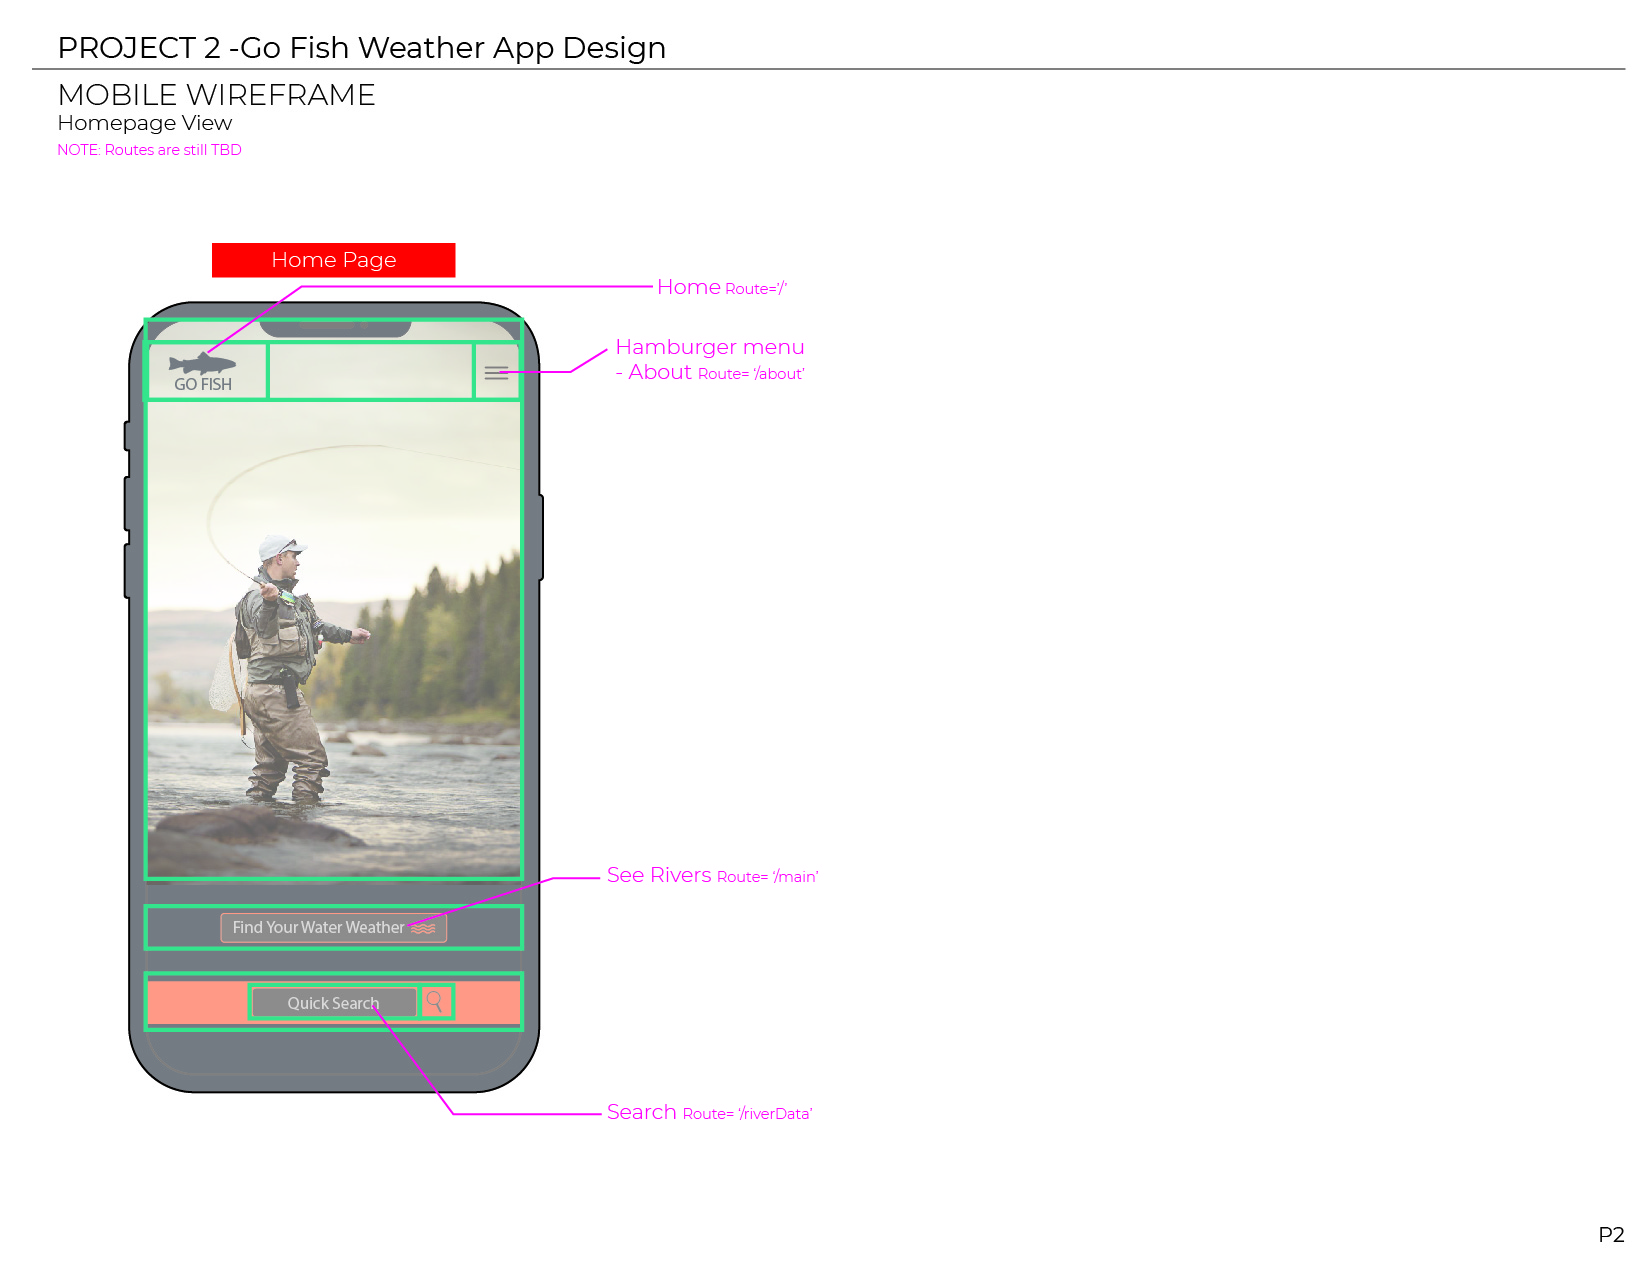 PROJECT 2 -Go Fish Weather App Design
MOBILE WIREFRAME
Homepage View
NOTE: Routes are still TBD
Home Page
Home Route='/'
Hamburger menu
- About Route= '/about'
GO FISH
See Rivers Route= '/main'
Find Your Water Weather
Quick Search
Search Route= '/riverData'
P2